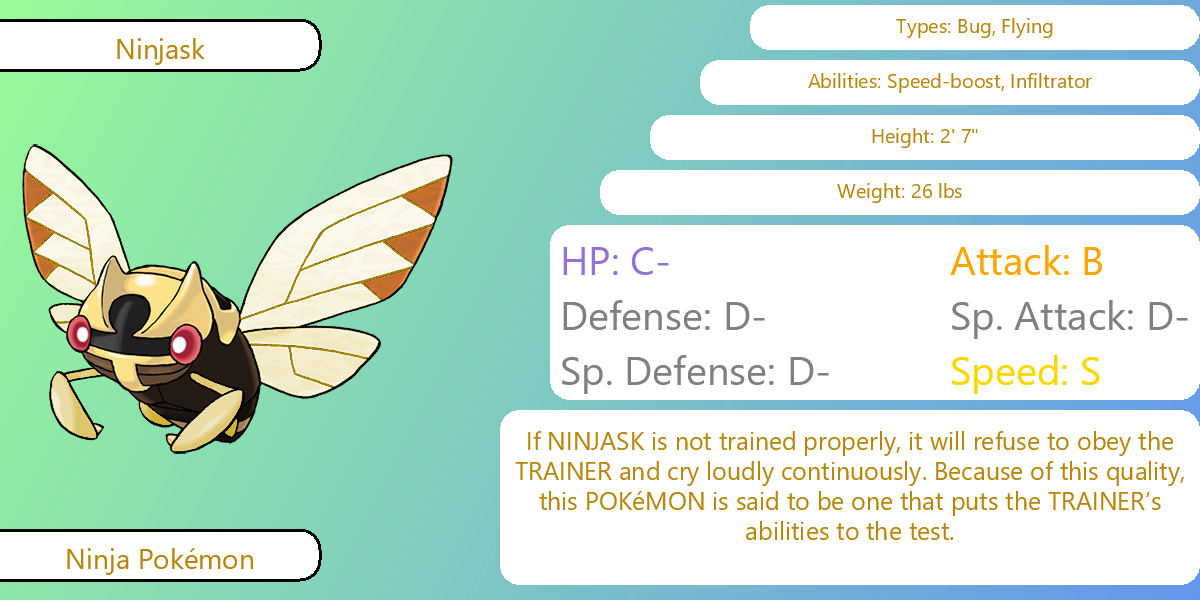 Ninjask
Types: Bug, Flying
Abilities: Speed-boost, Infiltrator
Height: 2' 7"
Weight: 26 lbs
HP: C-
Attack: B
Defense: D-
Sp. Attack: D-
Sp. Defense: D-
Speed: S
If NINJASK is not trained properly, it will refuse to obey the
TRAINER and cry loudly continuously. Because of this quality,
this POKéMON is said to be one that puts the TRAINER’s
abilities to the test.
Ninja Pokémon